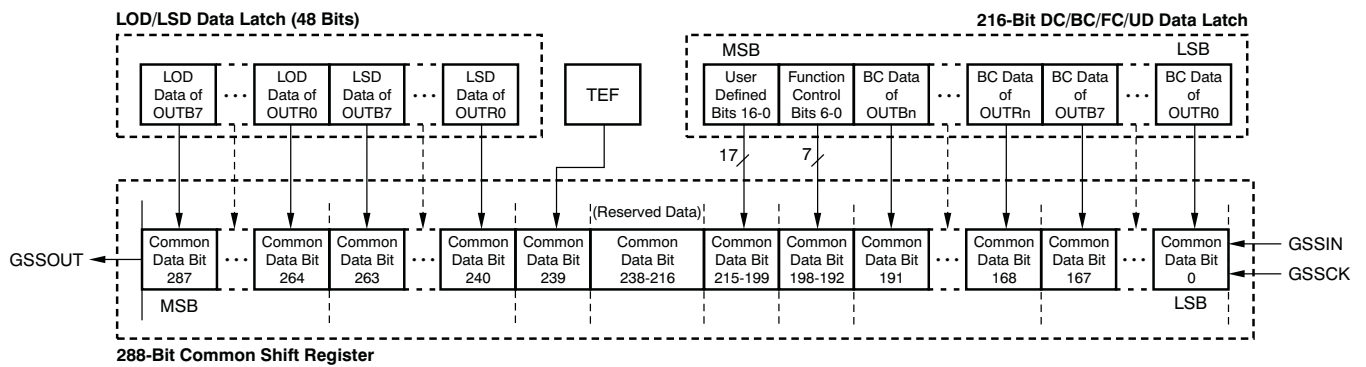 LOD/LSD Data Latch (48 Bits)
216-Bit DC/BC/FC/UD Data Latch
MSB
LSB
LOD
Data of
OUTB7
...
LOD
Data of
OUTR0
LSD
Data of
OUTB7
...
LSD
Data of
OUTR0
TEF
User
Defined
Bits 16-0
Function
Control
Bits 6-0
BC Data
of
OUTBn
...
BC Data
of
OUTRn
BC Data
of
OUTB7
...
BC Data
of
OUTR0
17
7
(Reserved Data)
GSSOUT
Common
Data Bit
287
...
Common
Data Bit
264
Common
Data Bit
263
...
Common
Data Bit
240
Common
Data Bit
239
Common
Data Bit
238-216
Common
Data Bit
215-199
Common
Data Bit
198-192
Common
Data Bit
191
...
Common
Data Bit
168
Common
Data Bit
167
...
Common
Data Bit
0
GSSIN
GSSCK
MSB
LSB
288-Bit Common Shift Register